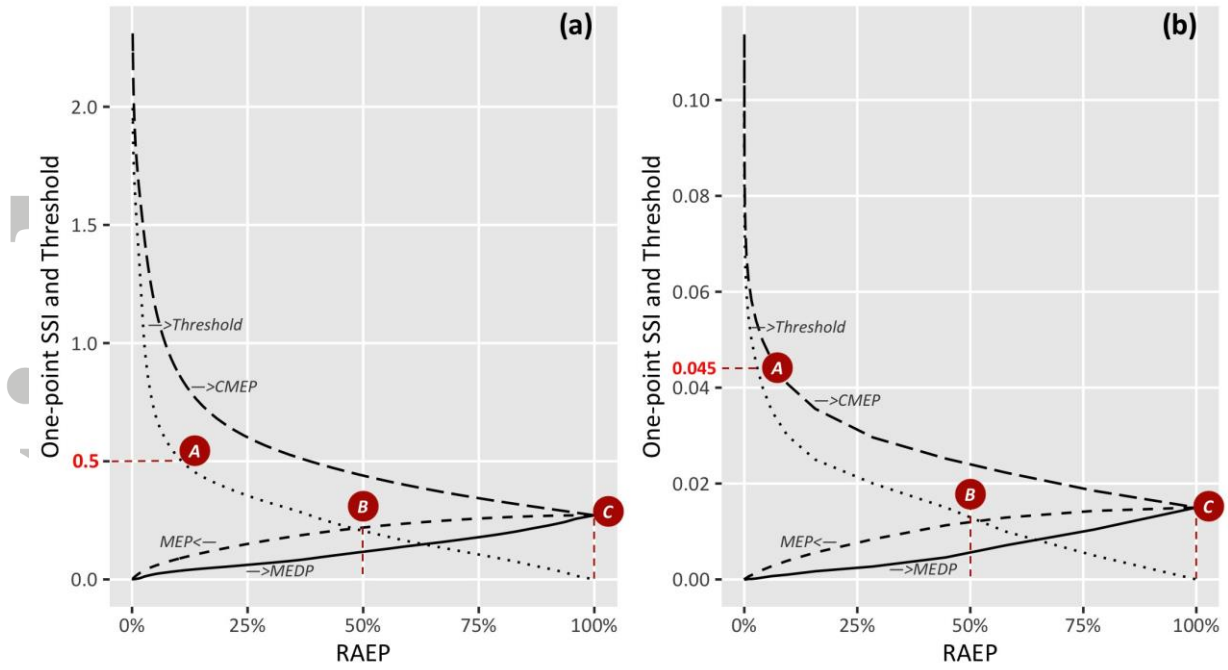 (a)
One-point SSI and Threshold
2.0
1.5
1.0
0.5
0.0
—>Threshold
—>CMEP
A
B
C
MEP<—
—>MEDP
0%
25%
50%
75%
100%
RAEP
(b)
One-point SSI and Threshold
0.10
0.08
0.06
0.045
0.04
0.02
0.00
—>Threshold
A
—>CMEP
B
C
MEP<—
—>MEDP
0%
25%
50%
75%
100%
RAEP